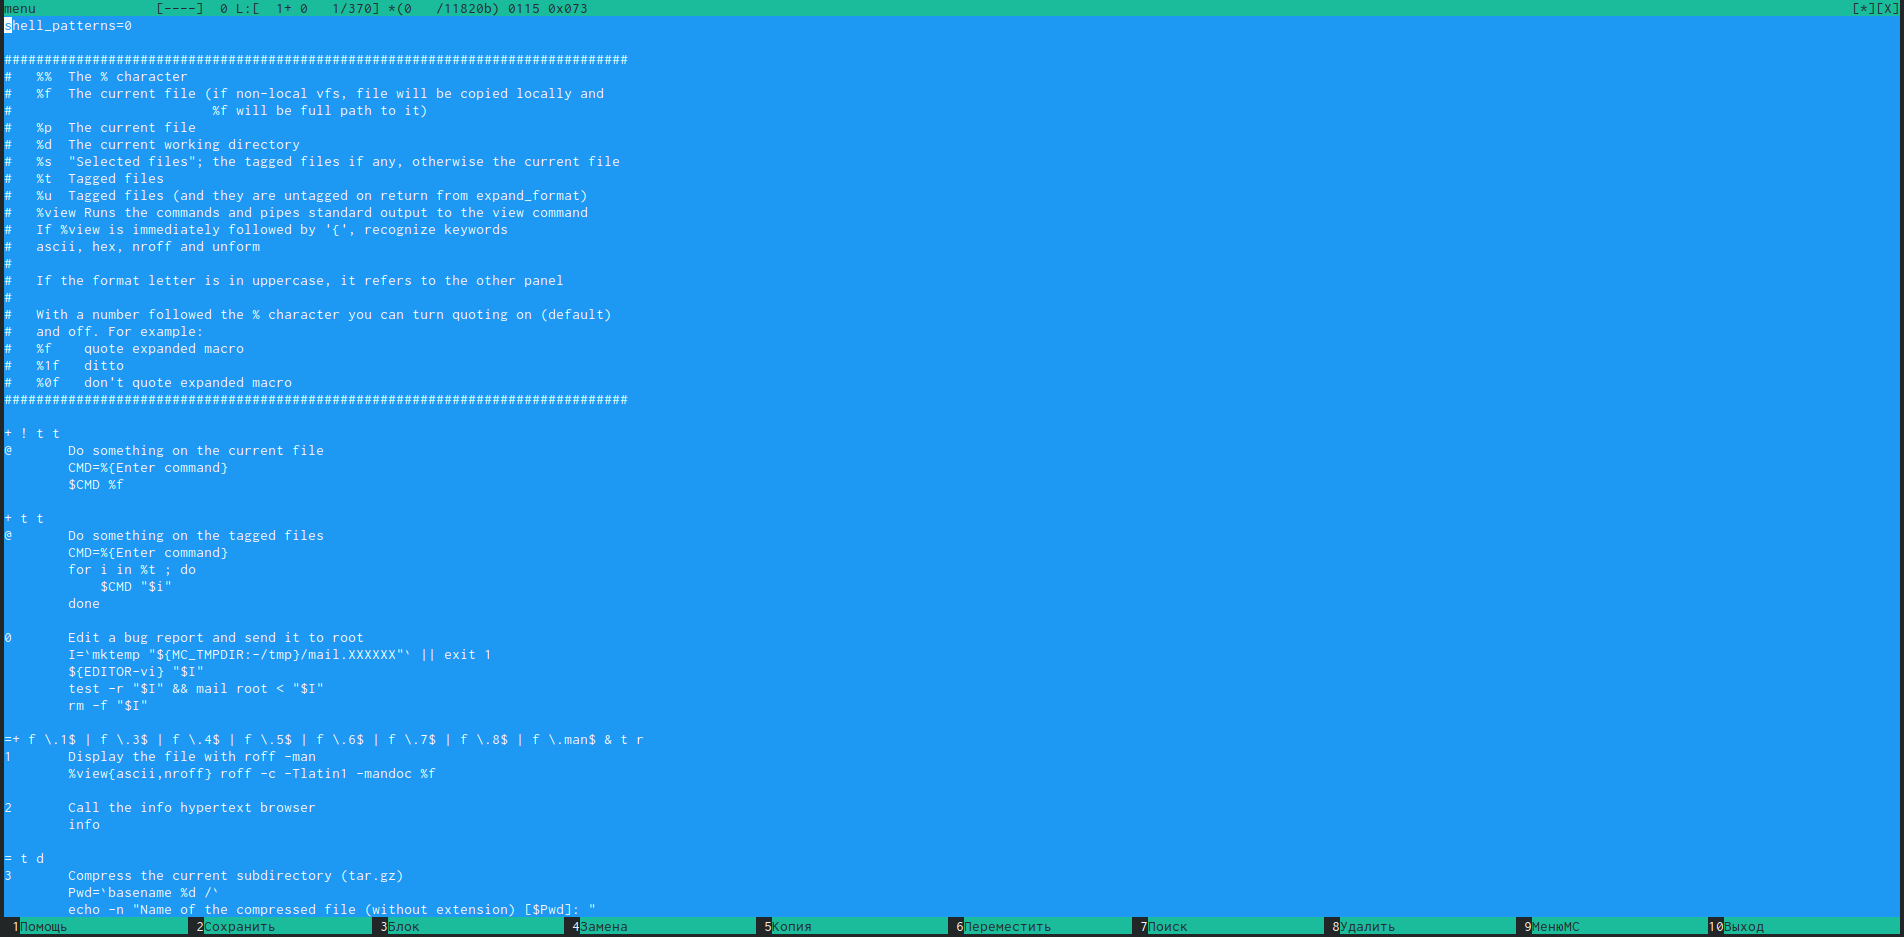 menu [----] 0 L:[ 1+ 0 1/370] *(0 /11820b) 0115 0x073 [*][X]
shell_patterns=0
##############################################################################
# %% The % character
# %f The current file (if non-local vfs, file will be copied locally and
# %f will be full path to it)
# %p The current file
# %d The current working directory
# %s "Selected files"; the tagged files if any, otherwise the current file
# %t Tagged files
# %u Tagged files (and they are untagged on return from expand_format)
# %view Runs the commands and pipes standard output to the view command
# If %view is immediately followed by '{', recognize keywords
# ascii, hex, nroff and unform
#
# If the format letter is in uppercase, it refers to the other panel
#
# With a number followed the % character you can turn quoting on (default)
# and off. For example:
# %f quote expanded macro
# %1f ditto
# %0f don't quote expanded macro
##############################################################################
+ ! t t
@ Do something on the current file
CMD=%{Enter command}
$CMD %f
+ t t
@ Do something on the tagged files
CMD=%{Enter command}
for i in %t ; do
$CMD "$i"
done
0 Edit a bug report and send it to root
I=`mktemp "${MC_TMPDIR:-/tmp}/mail.XXXXXX"` || exit 1
${EDITOR-vi} "$I"
test -r "$I" && mail root < "$I"
rm -f "$I"
=+ f \.1$ | f \.3$ | f \.4$ | f \.5$ | f \.6$ | f \.7$ | f \.8$ | f \.man$ & t r
1 Display the file with roff -man
%view{ascii,nroff} roff -c -Tlatin1 -mandoc %f
2 Call the info hypertext browser
info
= t d
3 Compress the current subdirectory (tar.gz)
Pwd=`basename %d /`
echo -n "Name of the compressed file (without extension) [$Pwd]: "
1Помощь 2Сохранить 3Блок 4Замена 5Копия 6Переместить 7Поиск 8Удалить 9МенюМС 10Выход